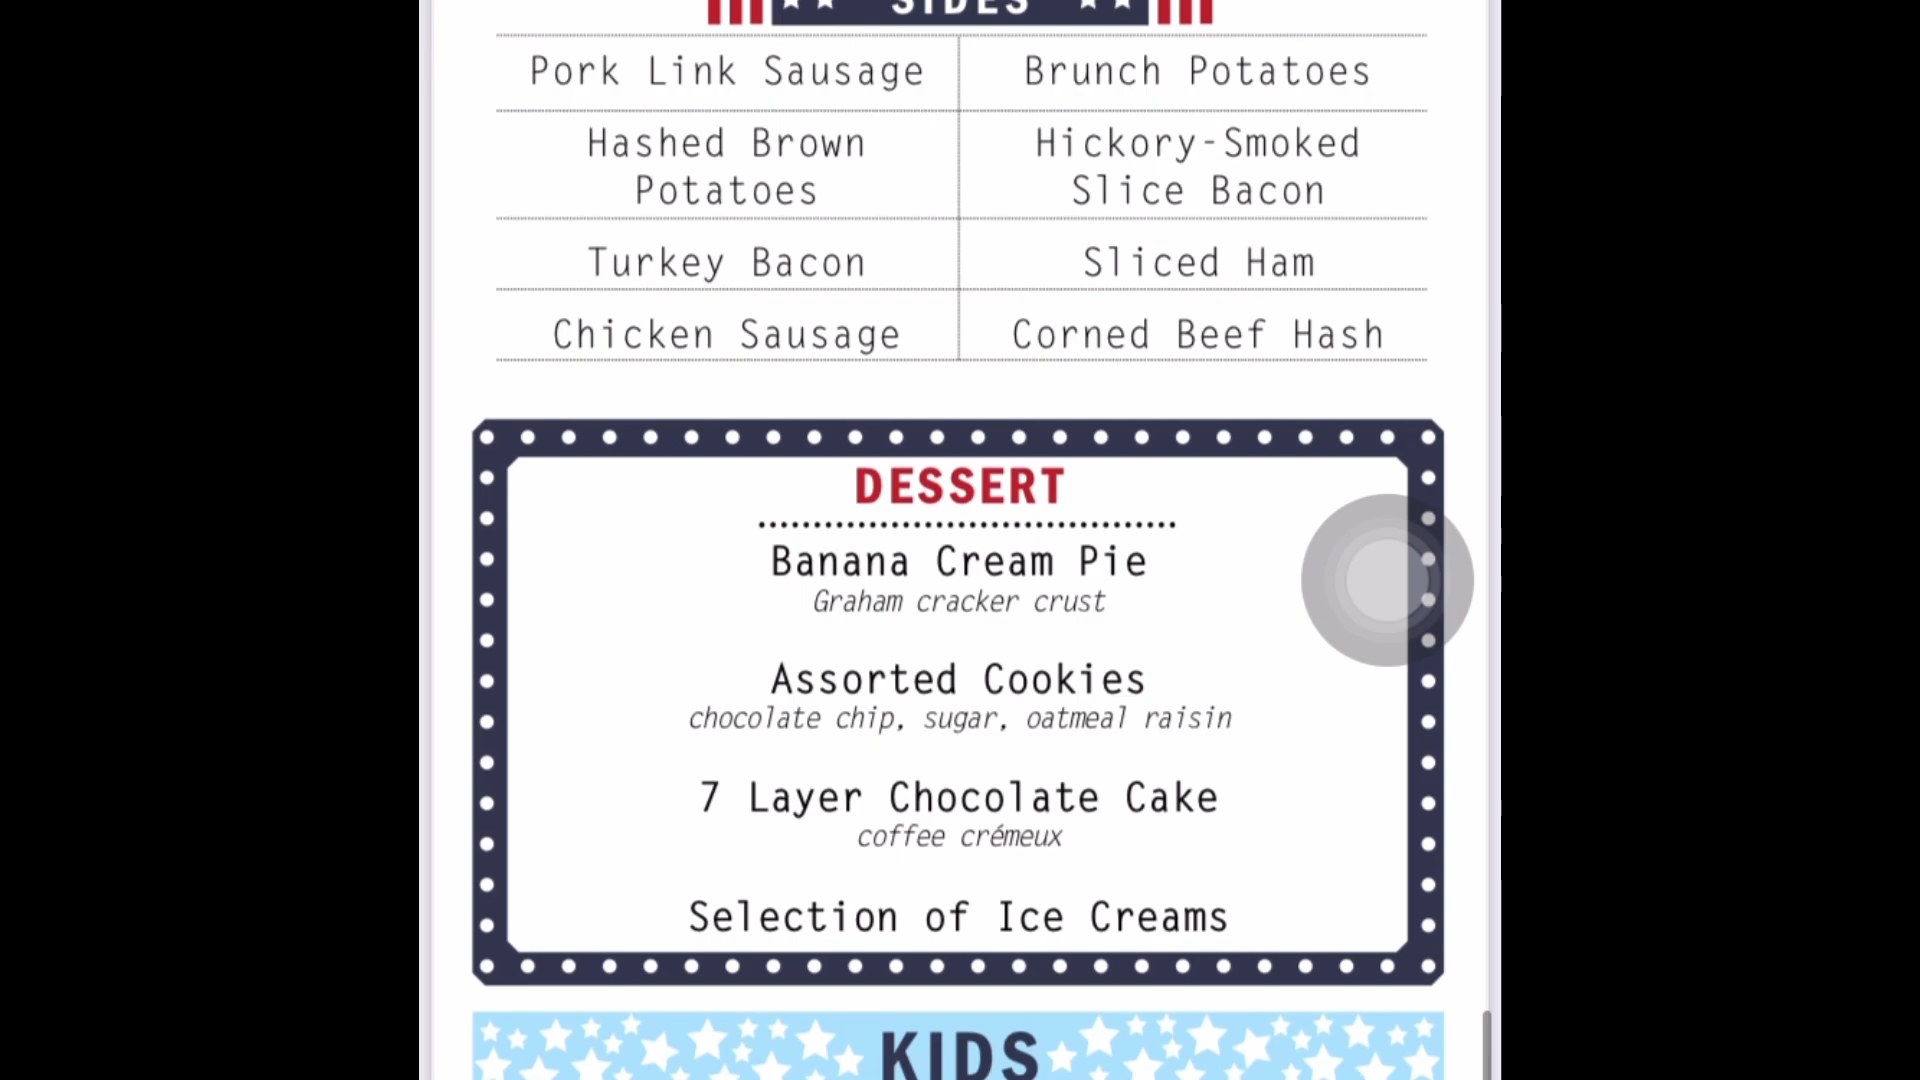 SIDES
Pork Link Sausage
Brunch Potatoes
Hashed Brown
Potatoes
Hickory-Smoked
Slice Bacon
Turkey Bacon
Sliced Ham
Chicken Sausage
Corned Beef Hash
DESSERT
Banana Cream Pie
Graham cracker crust
Assorted Cookies
chocolate chip, sugar, oatmeal raisin
7 Layer Chocolate Cake
coffee crémeux
Selection of Ice Creams
KIDS